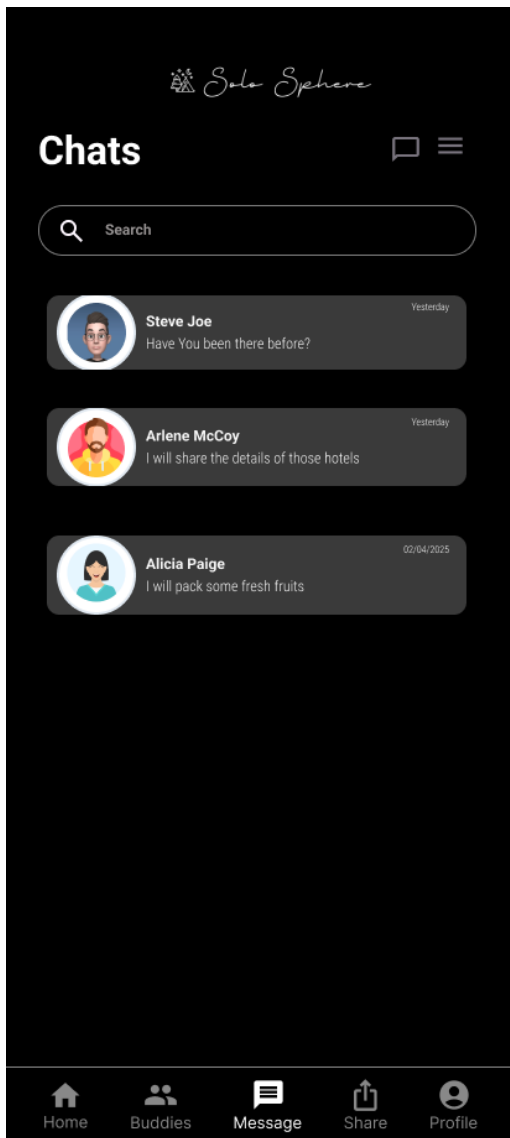 Solo Sphere
Chats
Search
Yesterday
Steve Joe
Have You been there before?
Yesterday
Arlene McCoy
I will share the details of those hotels
02/04/2025
Alicia Paige
I will pack some fresh fruits
Home Buddies Message Share Profile